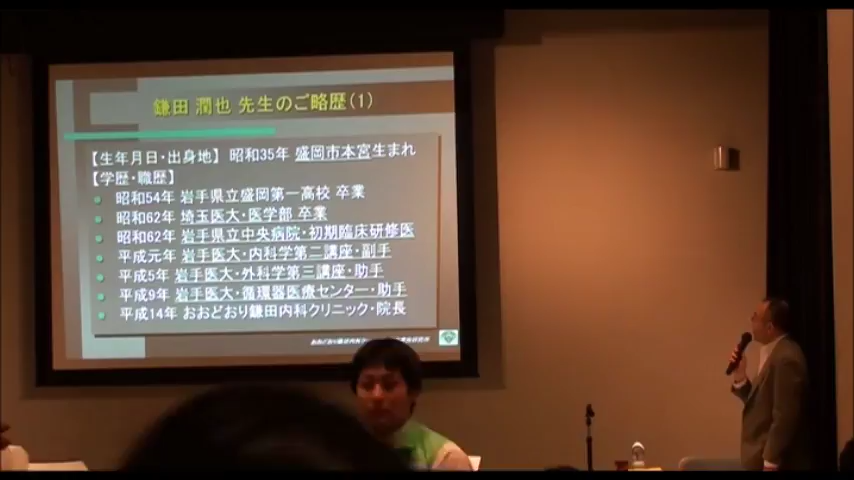 鎌田 潤也 先生のご略歴(1)
【生年月日・出身地】 昭和35年 盛岡市本宮生まれ
【学歴・職歴】
昭和54年 岩手県立盛岡第一高校 卒業
昭和62年 埼玉医大・医学部 卒業
昭和62年 岩手県立中央病院・初期臨床研修医
平成元年 岩手医大・内科学第二講座・副手
平成5年 岩手医大・外科学第三講座・助手
平成9年 岩手医大・循環器医療センター・助手
平成14年 おおどおり鎌田内科クリニック・院長